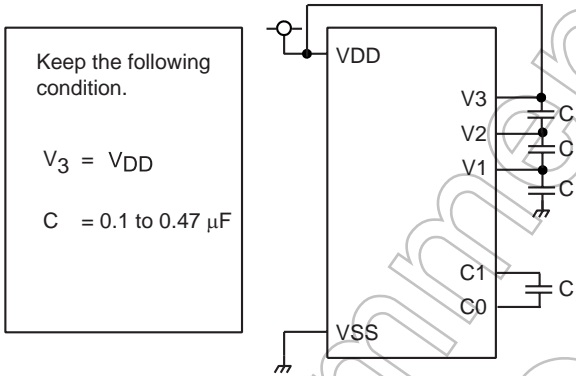 Keep the following
condition.
V3 = VDD
C = 0.1 to 0.47 μF
VDD
V3
C
V2
C
V1
C
C1
C
C0
VSS